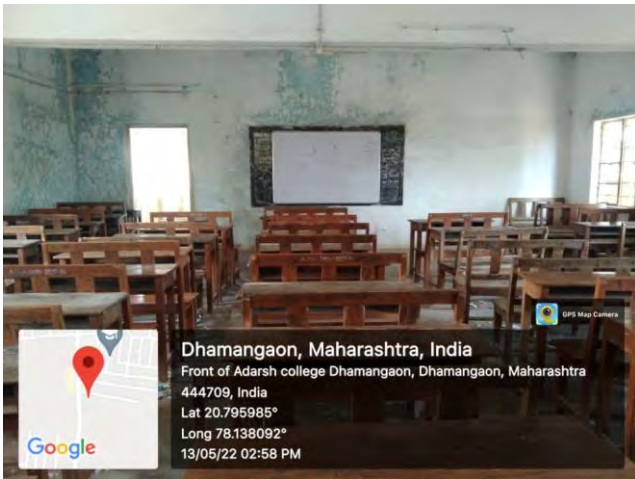 GPS Map Camera
Dhamangaon, Maharashtra, India
Front of Adarsh college Dhamangaon, Dhamangaon, Maharashtra
444709, India
Lat 20.795985°
Long 78.138092°
13/05/22 02:58 PM
Google